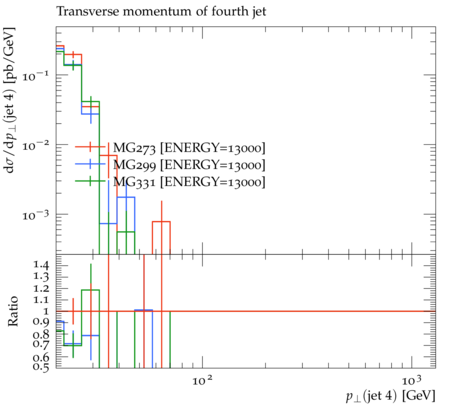 Transverse momentum of fourth jet
dσ/dp⊥(jet 4) [pb/GeV]
10⁻¹
10⁻²
10⁻³
MG273 [ENERGY=13000]
MG299 [ENERGY=13000]
MG331 [ENERGY=13000]
Ratio
1.4
1.3
1.2
1.1
1
0.9
0.8
0.7
0.6
0.5
10²
10³
p⊥(jet 4) [GeV]